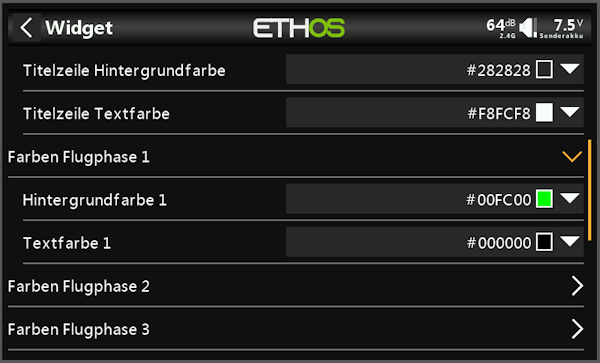 Widget
ETHOS
64dB
2.4G
7.5V
Senderakku
Titelzeile Hintergrundfarbe #282828
Titelzeile Textfarbe #F8FCF8
Farben Flugphase 1
Hintergrundfarbe 1 #00FC00
Textfarbe 1 #000000
Farben Flugphase 2
Farben Flugphase 3